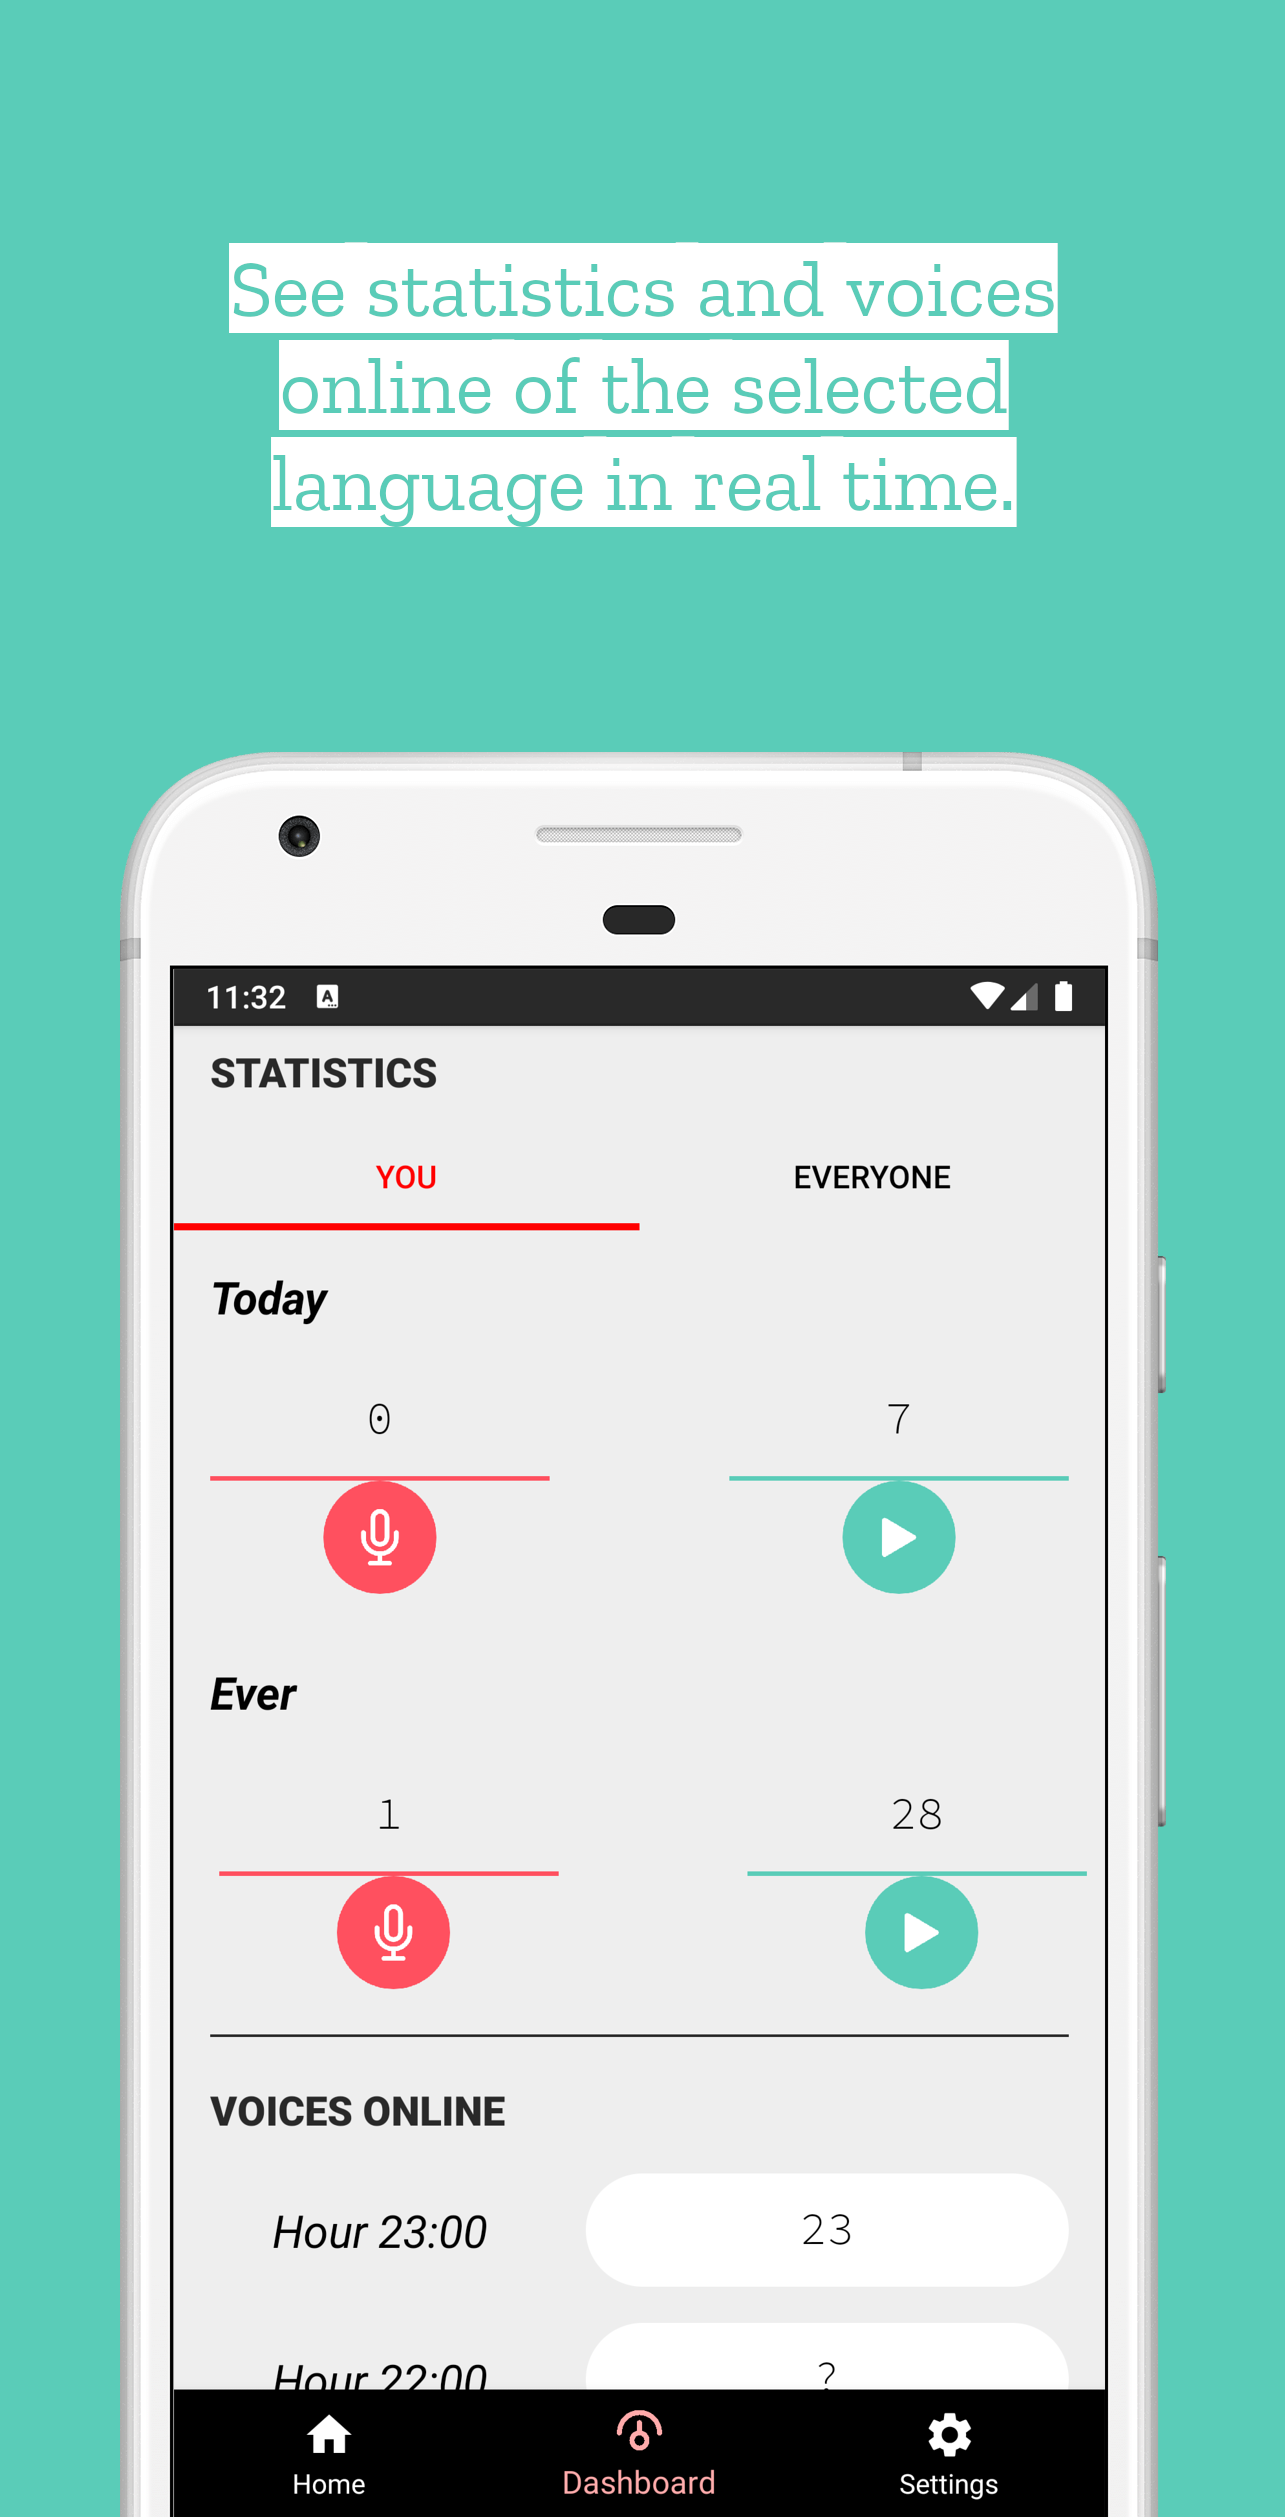 See statistics and voices
online of the selected
language in real time.
11:32
STATISTICS
YOU EVERYONE
Today
0 7
Ever
1 28
VOICES ONLINE
Hour 23:00 23
Hour 22:00 ?
Home Dashboard Settings